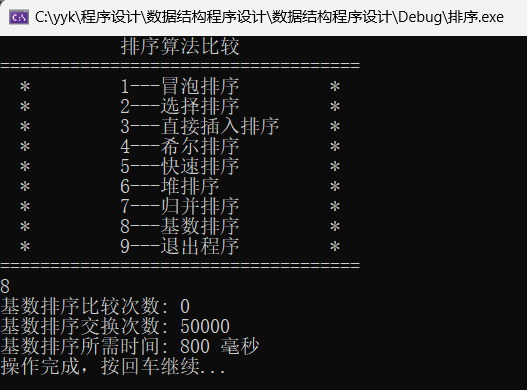 C:\yyk\程序设计\数据结构程序设计\数据结构程序设计\Debug\排序.exe
排序算法比较
====================================
* 1---冒泡排序 *
* 2---选择排序 *
* 3---直接插入排序 *
* 4---希尔排序 *
* 5---快速排序 *
* 6---堆排序 *
* 7---归并排序 *
* 8---基数排序 *
* 9---退出程序 *
====================================
8
基数排序比较次数: 0
基数排序交换次数: 50000
基数排序所需时间: 800 毫秒
操作完成, 按回车继续...